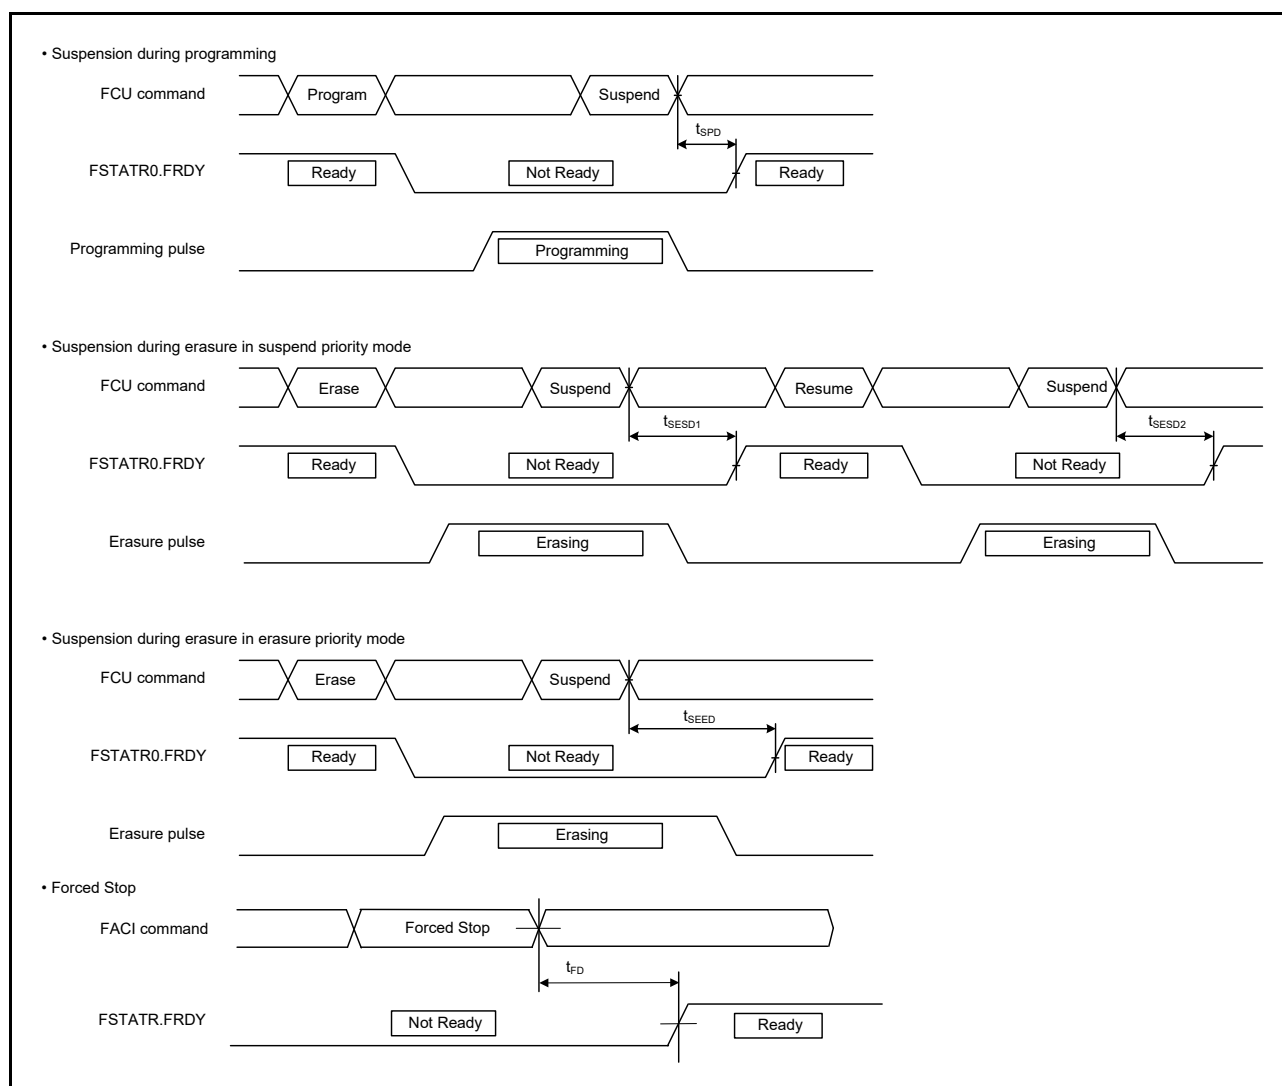 • Suspension during programming
FCU command
Program
Suspend
tSPD
FSTATR0.FRDY
Ready
Not Ready
Ready
Programming pulse
Programming
• Suspension during erasure in suspend priority mode
FCU command
Erase
Suspend
Resume
Suspend
tSESD1
tSESD2
FSTATR0.FRDY
Ready
Not Ready
Ready
Not Ready
Erasure pulse
Erasing
Erasing
• Suspension during erasure in erasure priority mode
FCU command
Erase
Suspend
tSEED
FSTATR0.FRDY
Ready
Not Ready
Ready
Erasure pulse
Erasing
• Forced Stop
FACI command
Forced Stop
tFD
FSTATR.FRDY
Not Ready
Ready